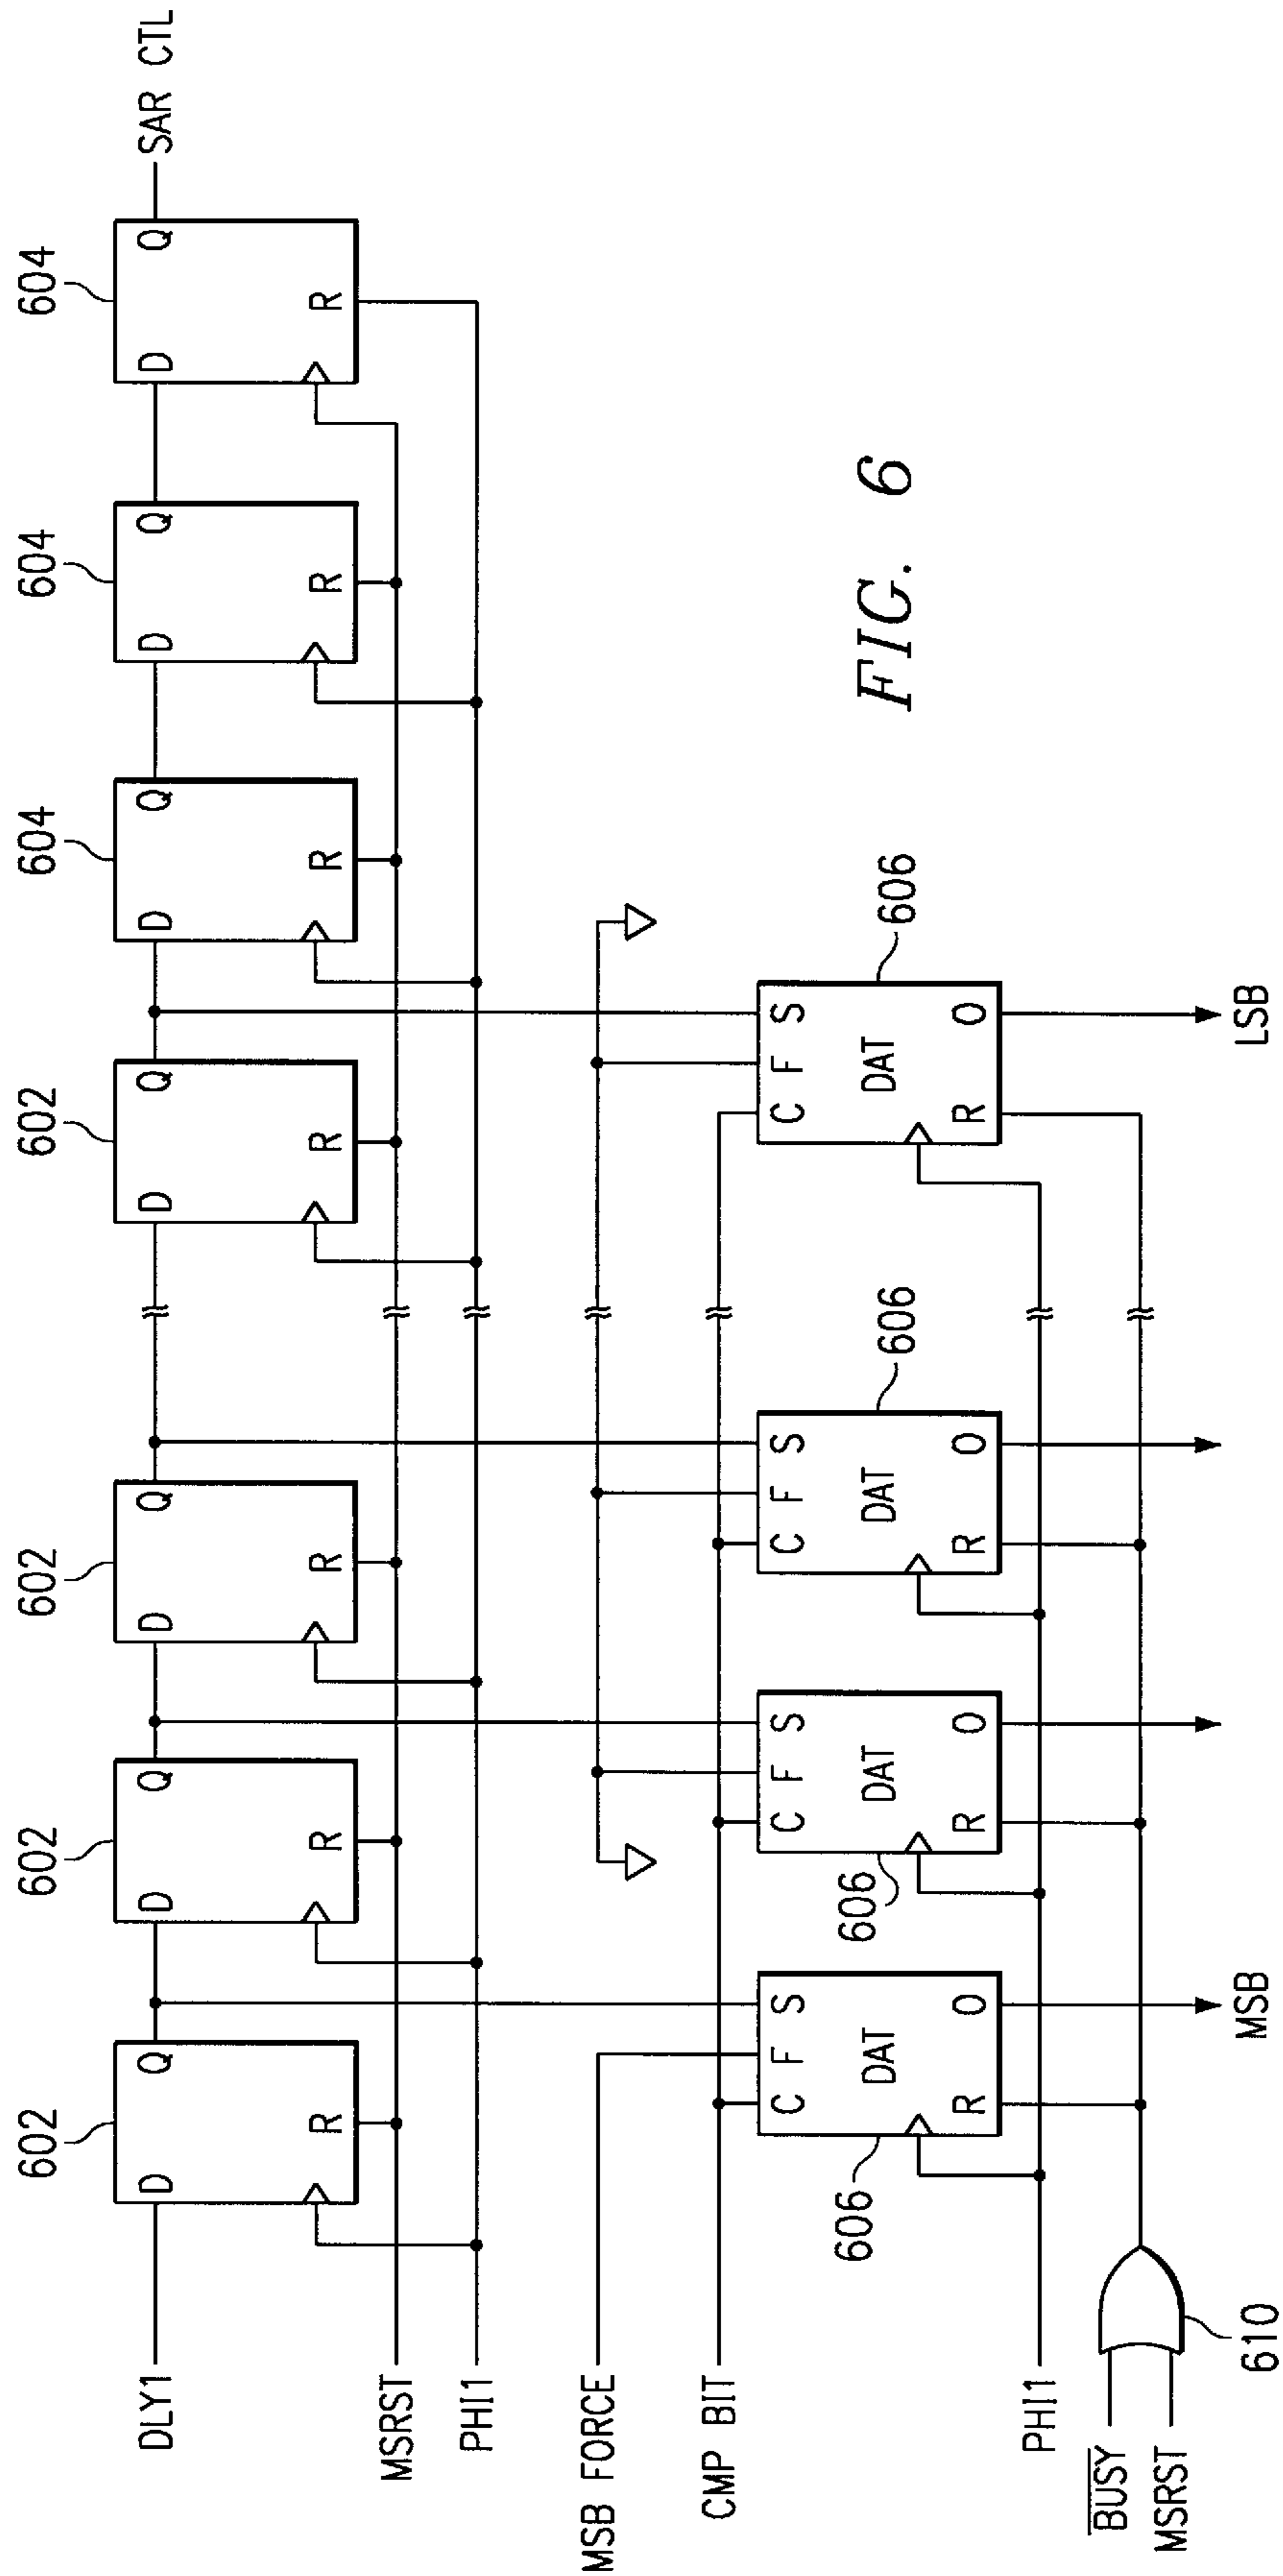 602 602 602 602 604 604 604
DLY1 D Q D Q D Q D Q D Q D Q D Q SAR CTL
R R R R R R R
MSRST
PHI1
MSB FORCE
CMP BIT
C F S C F S C F S C F S
606 DAT 606 DAT DAT 606 DAT 606
FIG. 6
R O R O R O R O
PHI1
B̅U̅S̅Y̅
MSRST
610
MSB LSB